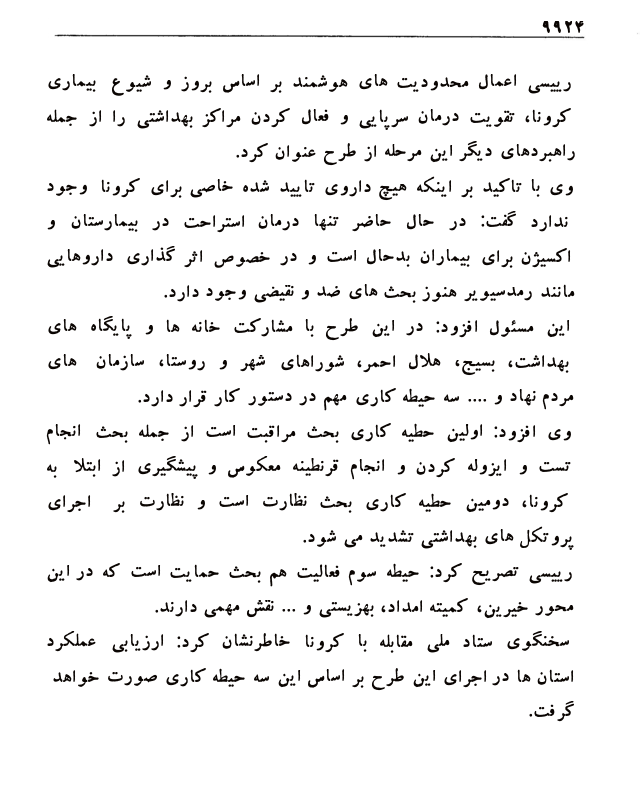 ۹۹۲۴
رییسی اعمال محدودیت های هوشمند بر اساس بروز و شیوع بیماری
کرونا، تقویت درمان سرپایی و فعال کردن مراکز بهداشتی را از جمله
راهبردهای دیگر این مرحله از طرح عنوان کرد.
وی با تاکید بر اینکه هیچ داروی تایید شده خاصی برای کرونا وجود
ندارد گفت: در حال حاضر تنها درمان استراحت در بیمارستان و
اکسیژن برای بیماران بدحال است و در خصوص اثر گذاری داروهایی
مانند رمدسیویر هنوز بحث های ضد و نقیضی وجود دارد.
این مسئول افزود: در این طرح با مشارکت خانه ها و پایگاه های
بهداشت، بسیج، هلال احمر، شوراهای شهر و روستا، سازمان های
مردم نهاد و .... سه حیطه کاری مهم در دستور کار قرار دارد.
وی افزود: اولین حطیه کاری بحث مراقبت است از جمله بحث انجام
تست و ایزوله کردن و انجام قرنطینه معکوس و پیشگیری از ابتلا به
کرونا، دومین حطیه کاری بحث نظارت است و نظارت بر اجرای
پروتکل های بهداشتی تشدید می شود.
رییسی تصریح کرد: حیطه سوم فعالیت هم بحث حمایت است که در این
محور خیرین، کمیته امداد، بهزیستی و ... نقش مهمی دارند.
سخنگوی ستاد ملی مقابله با کرونا خاطرنشان کرد: ارزیابی عملکرد
استان ها در اجرای این طرح بر اساس این سه حیطه کاری صورت خواهد
گرفت.